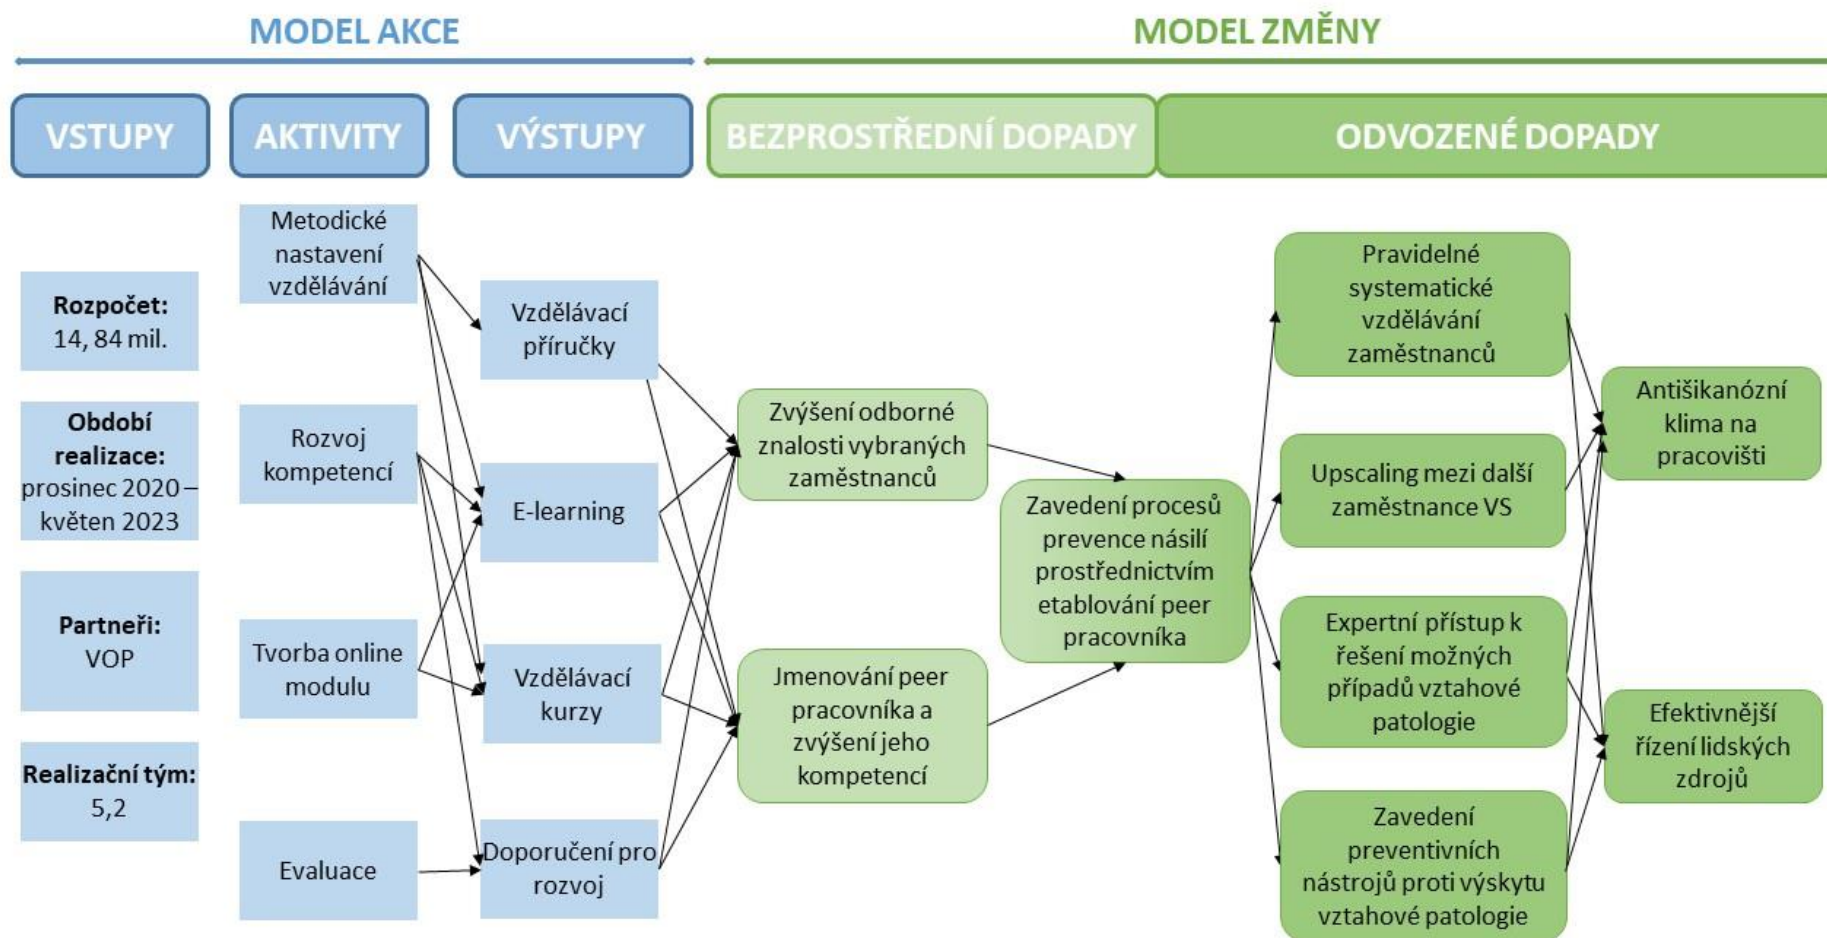 MODEL AKCE
MODEL ZMĚNY
VSTUPY
AKTIVITY
VÝSTUPY
BEZPROSTŘEDNÍ DOPADY
ODVOZENÉ DOPADY
Rozpočet:
14, 84 mil.
Období
realizace:
prosinec 2020 –
květen 2023
Partneři:
VOP
Realizační tým:
5,2
Metodické
nastavení
vzdělávání
Rozvoj
kompetencí
Tvorba online
modulu
Evaluace
Vzdělávací
příručky
E-learning
Vzdělávací
kurzy
Doporučení pro
rozvoj
Zvýšení odborné
znalosti vybraných
zaměstnanců
Jmenování peer
pracovníka a
zvýšení jeho
kompetencí
Zavedení procesů
prevence násilí
prostřednictvím
etablování peer
pracovníka
Pravidelné
systematické
vzdělávání
zaměstnanců
Upscaling mezi další
zaměstnance VS
Expertní přístup k
řešení možných
případů vztahové
patologie
Zavedení
preventivních
nástrojů proti výskytu
vztahové patologie
Antišikanózní
klima na
pracovišti
Efektivnější
řízení lidských
zdrojů